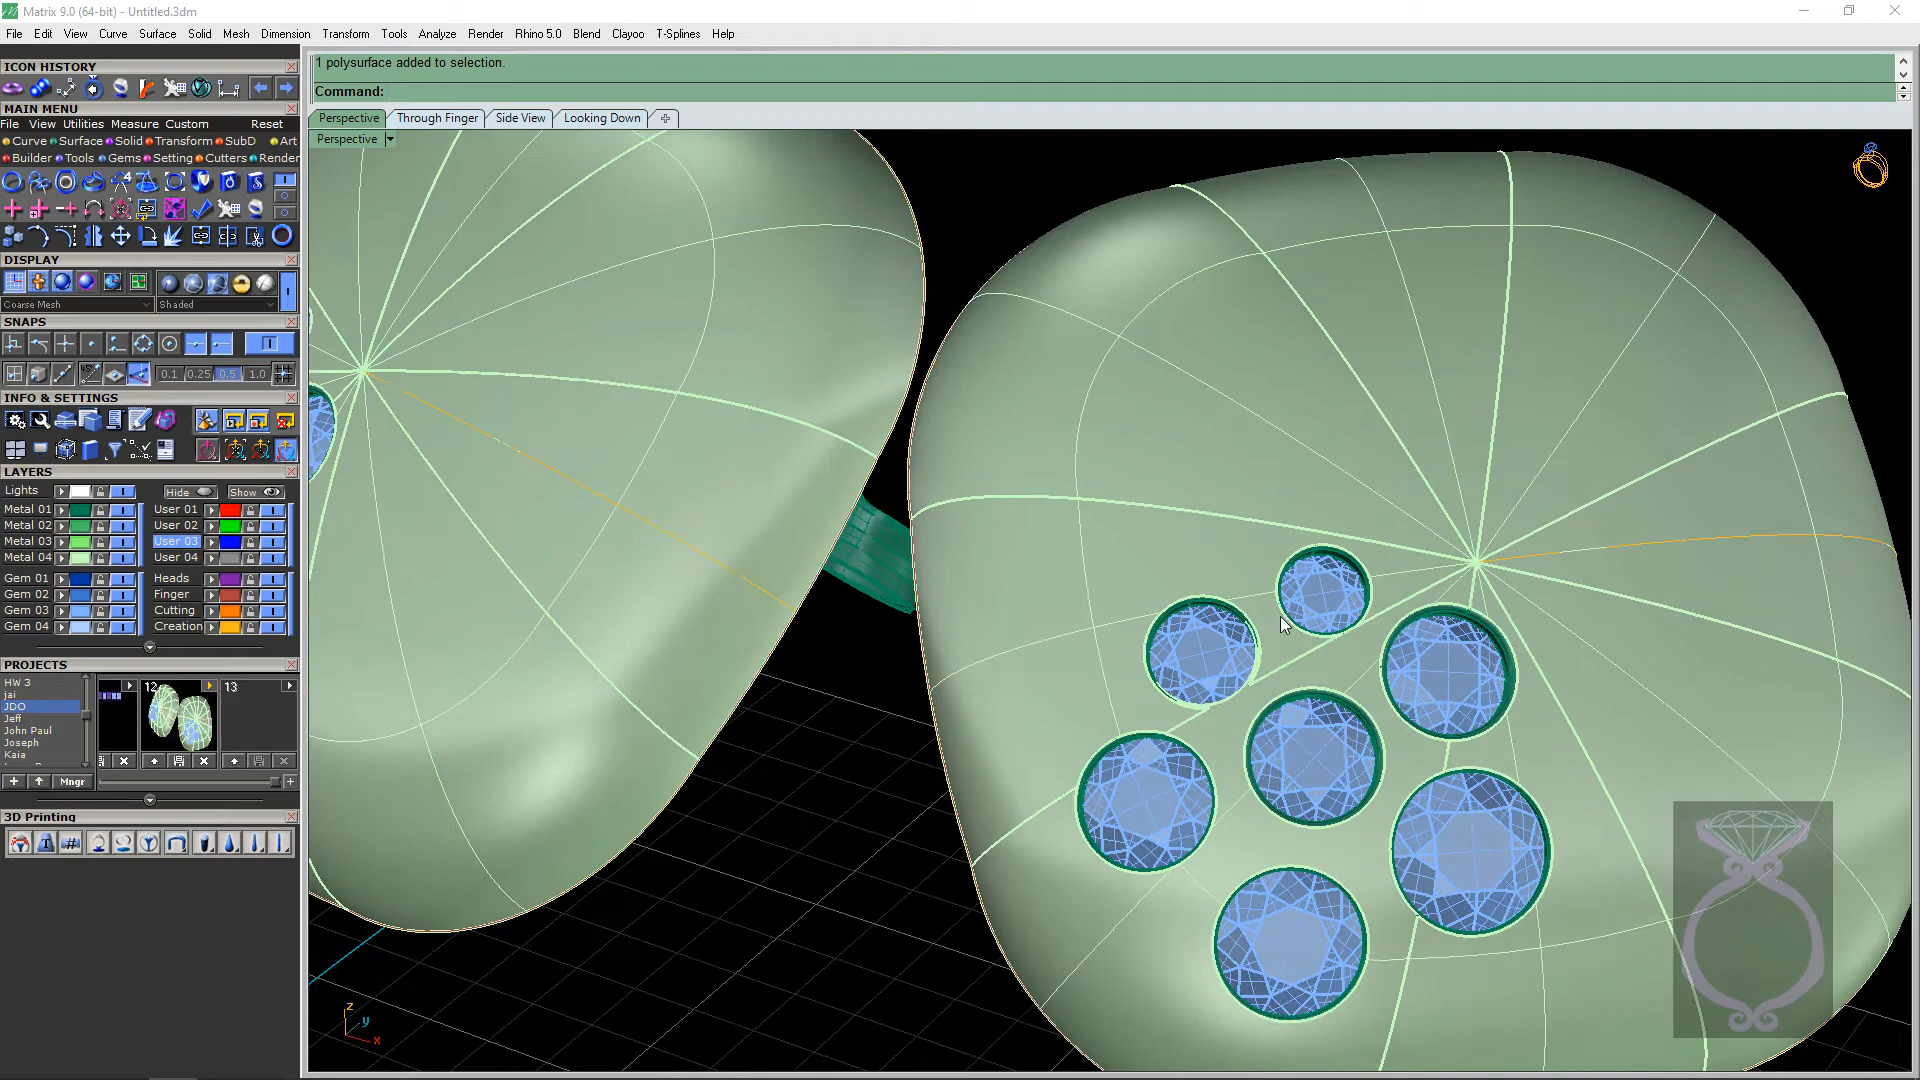 Matrix 9.0 (64-bit) - Untitled.3dm
File Edit View Curve Surface Solid Mesh Dimension Transform Tools Analyze Render Rhino 5.0 Blend Clayoo T-Splines Help
ICON HISTORY
1 polysurface added to selection.
Command:
MAIN MENU
File View Utilities Measure Custom Reset
Curve Surface Solid Transform SubD Art
Builder Tools Gems Setting Cutters Render
Perspective Through Finger Side View Looking Down
Perspective
DISPLAY
Coarse Mesh Shaded
SNAPS
0.1 0.25 0.5 1.0
INFO & SETTINGS
LAYERS
Lights Hide Show
Metal 01 User 01
Metal 02 User 02
Metal 03 User 03
Metal 04 User 04
Gem 01 Heads
Gem 02 Finger
Gem 03 Cutting
Gem 04 Creation
PROJECTS
HW 3
jai
JDO
Jeff
John Paul
Joseph
Kaia
12 13
Mngr
3D Printing
z
y
x